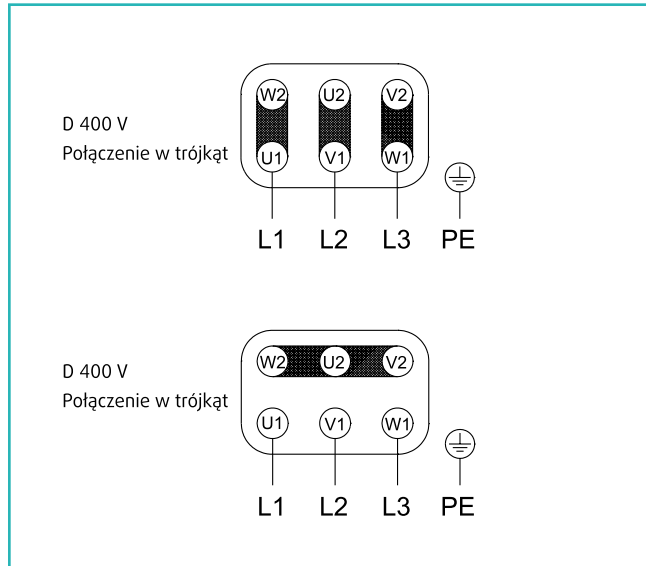 W2 U2 V2
D 400 V
Połączenie w trójkąt
U1 V1 W1
L1 L2 L3 PE
W2 U2 V2
D 400 V
Połączenie w trójkąt
U1 V1 W1
L1 L2 L3 PE